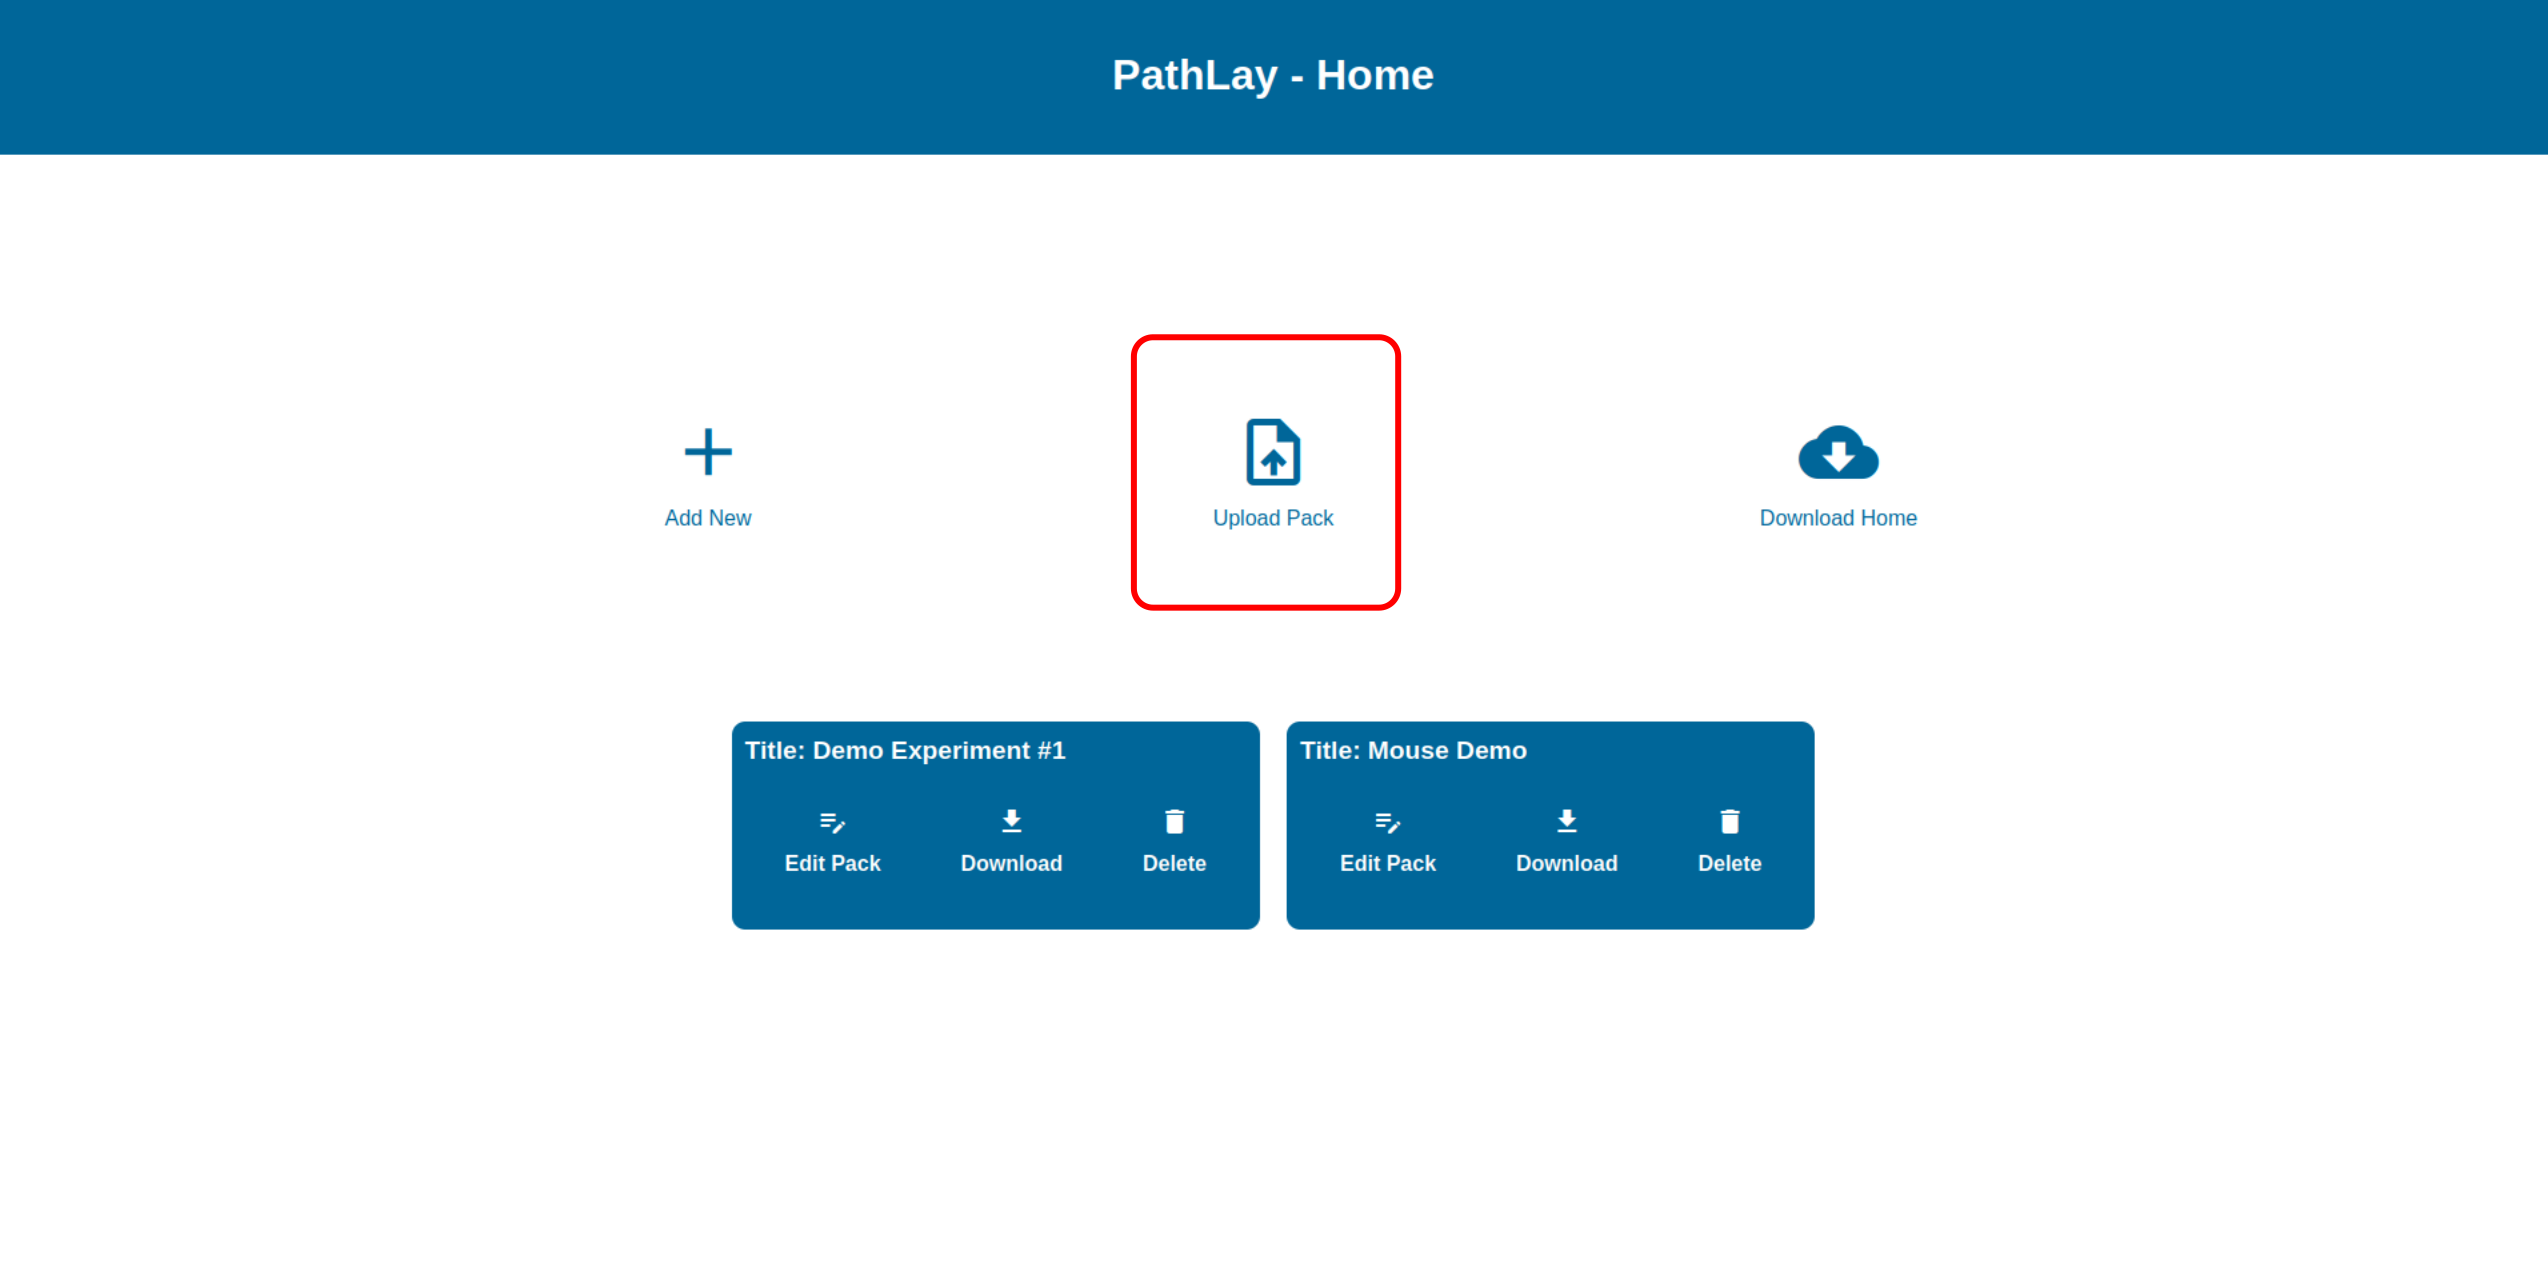 PathLay - Home
Add New
Upload Pack
Download Home
Title: Demo Experiment #1
Edit Pack
Download
Delete
Title: Mouse Demo
Edit Pack
Download
Delete